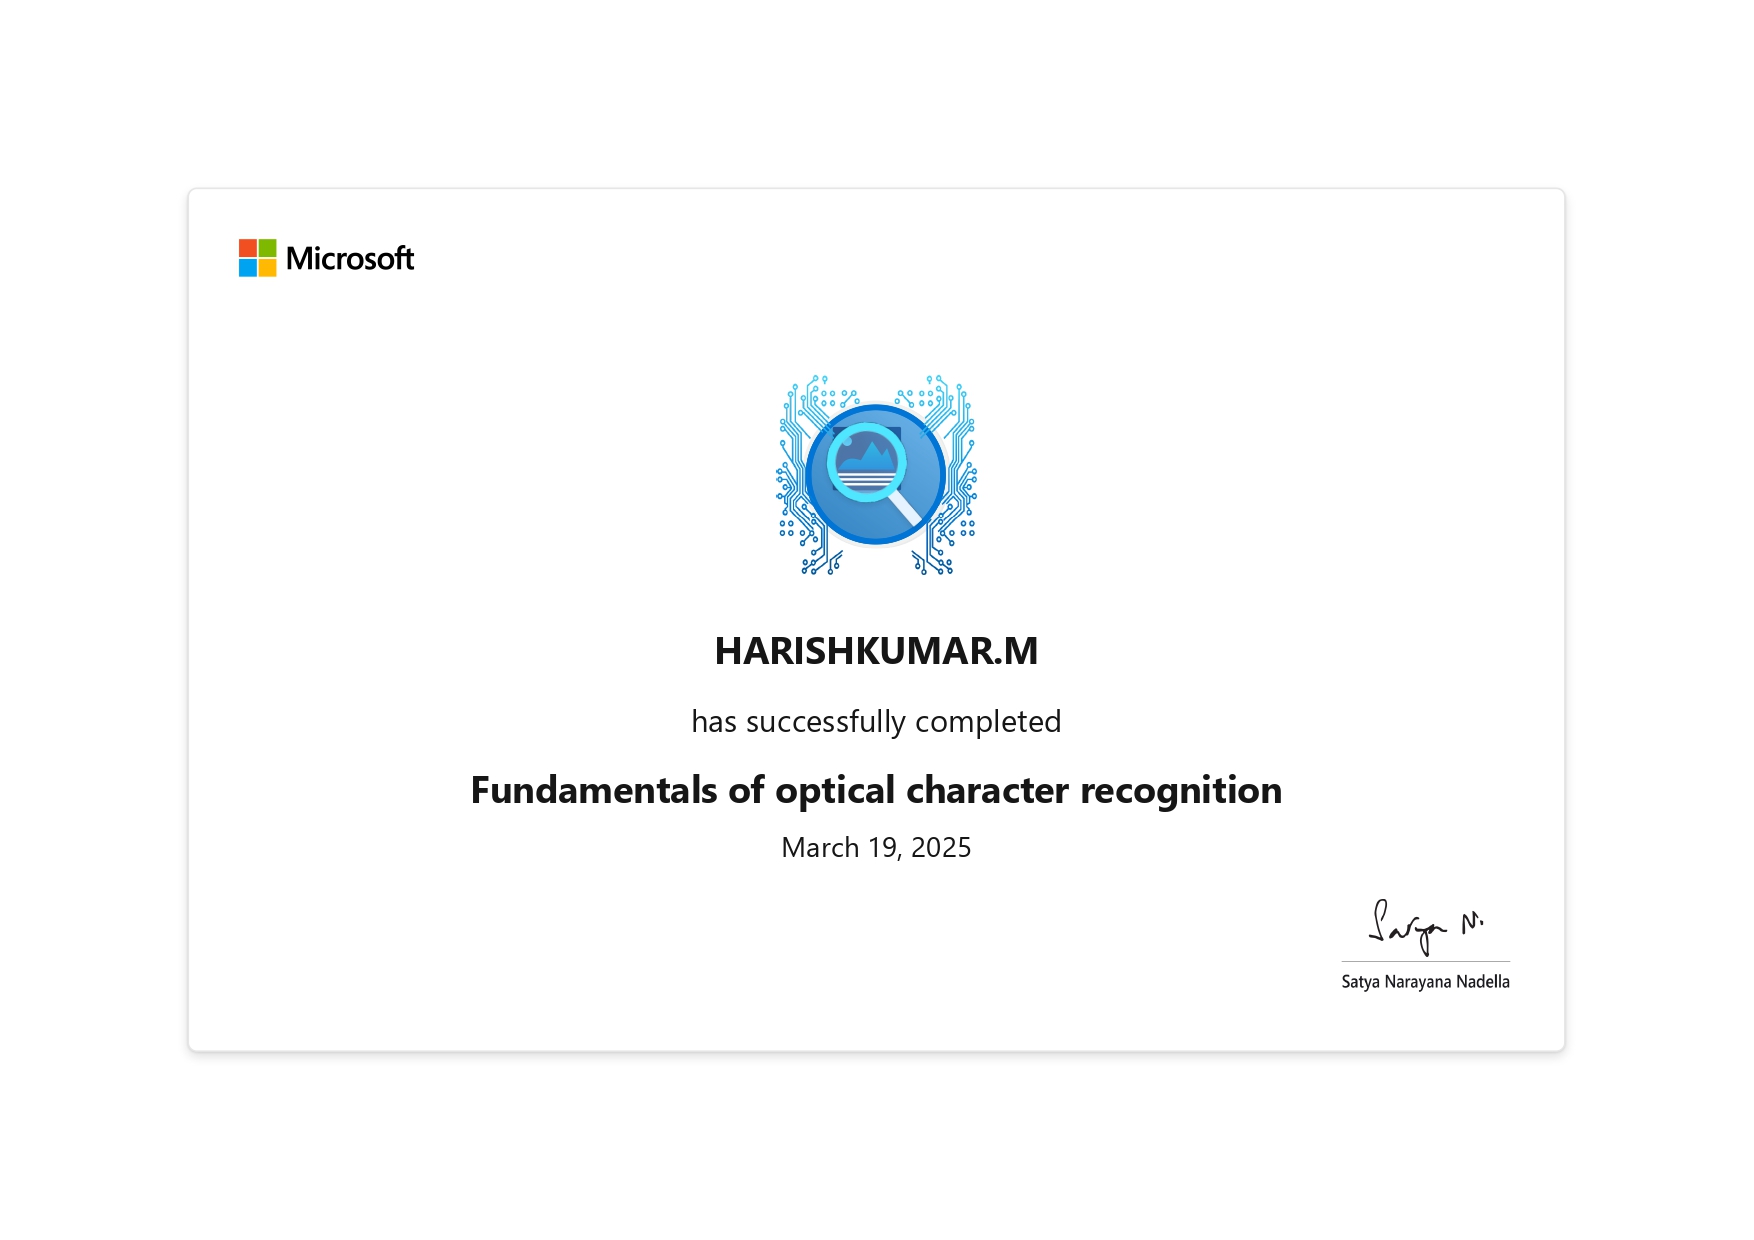 Microsoft
HARISHKUMAR.M
has successfully completed
Fundamentals of optical character recognition
March 19, 2025
Satya N.
Satya Narayana Nadella